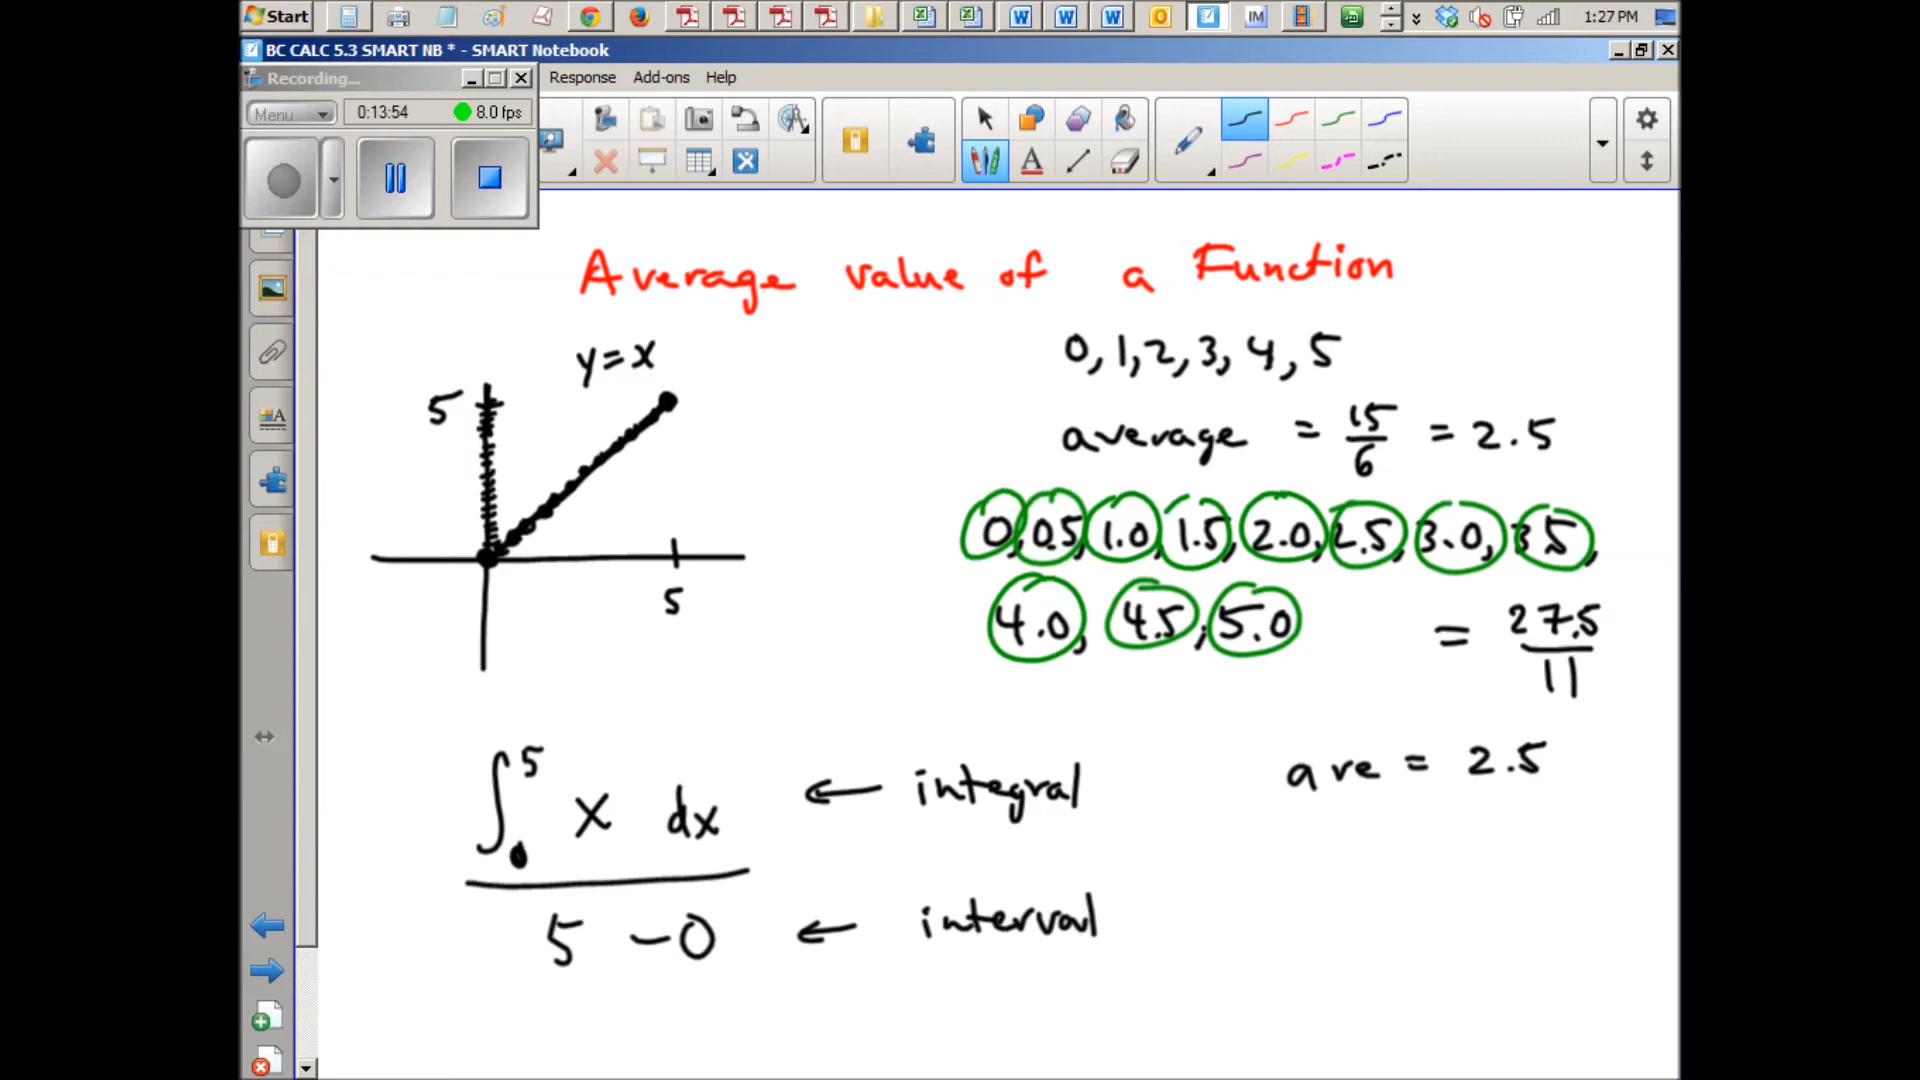 Start
1:27 PM
BC CALC 5.3 SMART NB * - SMART Notebook
Recording...
Response Add-ons Help
Menu 0:13:54 8.0 fps
Average value of a Function
y=x
5
5
0, 1, 2, 3, 4, 5
average = 15/6 = 2.5
0, 0.5, 1.0, 1.5, 2.0, 2.5, 3.0, 3.5,
4.0, 4.5, 5.0 = 27.5/11
ave = 2.5
∫₀⁵ x dx ← integral
5 - 0 ← interval